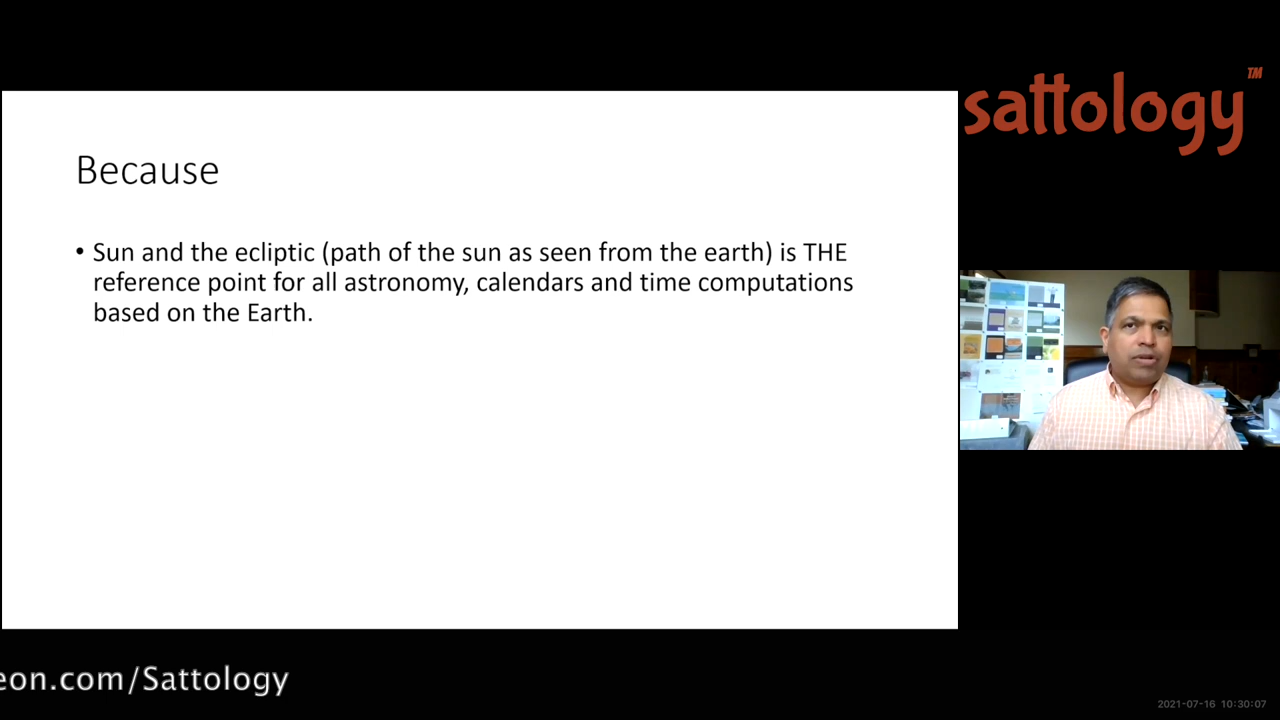 sattology™
Because
• Sun and the ecliptic (path of the sun as seen from the earth) is THE
reference point for all astronomy, calendars and time computations
based on the Earth.
eon.com/Sattology
2021-07-16 10:30:07